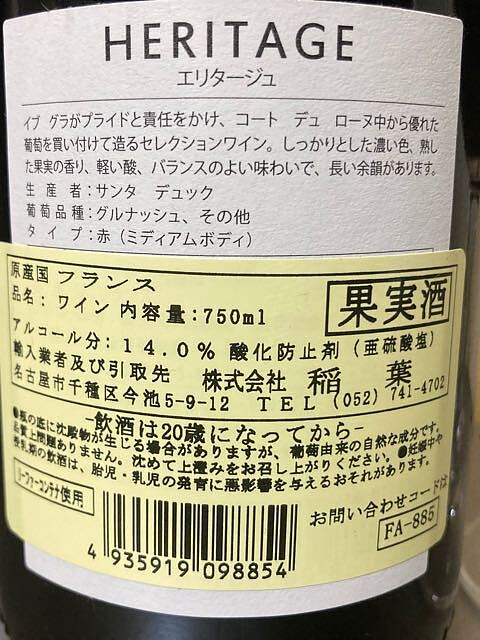 HERITAGE
エリタージュ
イブ グラがプライドと責任をかけ、コート デュ ローヌ中から優れた
葡萄を買い付けて造るセレクションワイン。しっかりとした濃い色、熟し
た果実の香り、軽い酸、バランスのよい味わいで、長い余韻があります。
生産者:サンタ デュック
葡萄品種:グルナッシュ、その他
タイプ:赤(ミディアムボディ)
原産国 フランス
品名: ワイン 内容量:750ml
果実酒
アルコール分:14.0% 酸化防止剤(亜硫酸塩)
輸入業者及び引取先 株式会社 稲葉
名古屋市千種区今池5-9-12 TEL(052)741-4702
-飲酒は20歳になってから-
●瓶の底に沈殿物が生じる場合がありますが、葡萄由来の自然な成分です。
品質上問題ありません。沈めて上澄みをお召し上がりください。●妊娠中や
授乳期の飲酒は、胎児・乳児の発育に悪影響を与えるおそれがあります。
リーファーコンテナ使用
お問い合わせコードは
FA-885
4 935919 098854